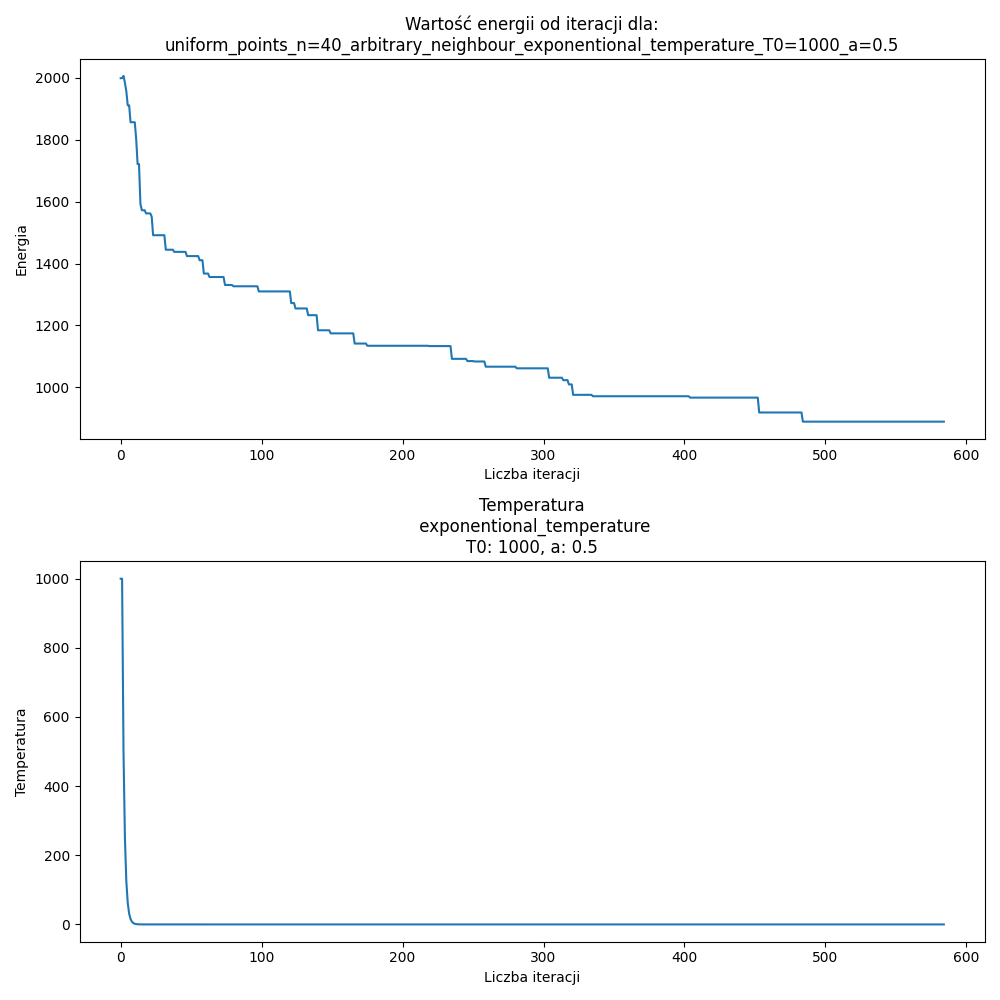 Wartość energii od iteracji dla:
uniform_points_n=40_arbitrary_neighbour_exponentional_temperature_T0=1000_a=0.5
2000
1800
1600
1400
1200
1000
Energia
0 100 200 300 400 500 600
Liczba iteracji
Temperatura
exponentional_temperature
T0: 1000, a: 0.5
1000
800
600
400
200
0
Temperatura
0 100 200 300 400 500 600
Liczba iteracji